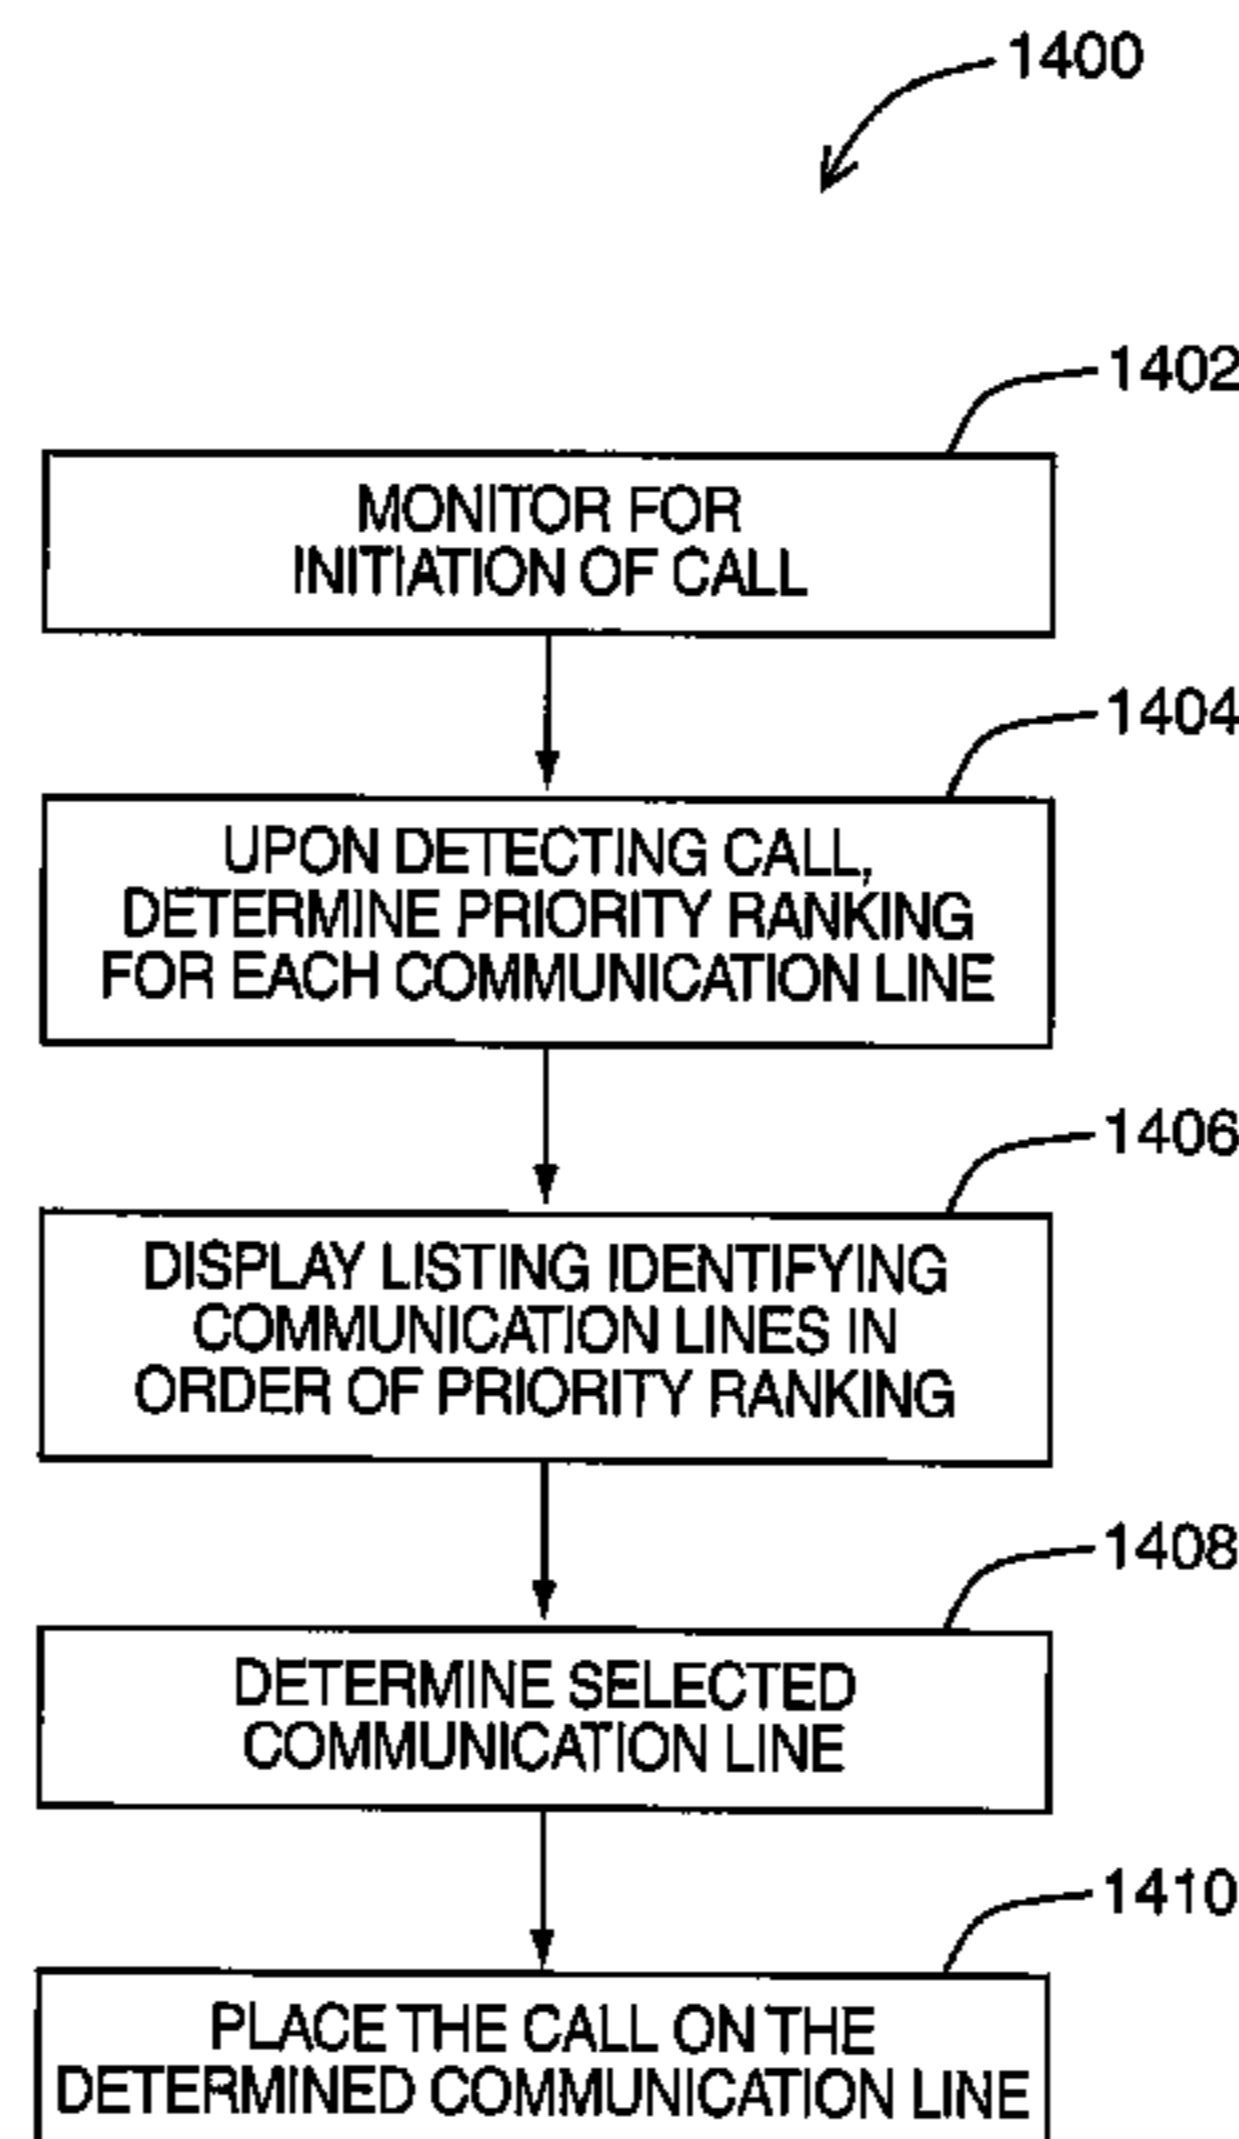 1400
1402
MONITOR FOR
INITIATION OF CALL
1404
UPON DETECTING CALL,
DETERMINE PRIORITY RANKING
FOR EACH COMMUNICATION LINE
1406
DISPLAY LISTING IDENTIFYING
COMMUNICATION LINES IN
ORDER OF PRIORITY RANKING
1408
DETERMINE SELECTED
COMMUNICATION LINE
1410
PLACE THE CALL ON THE
DETERMINED COMMUNICATION LINE